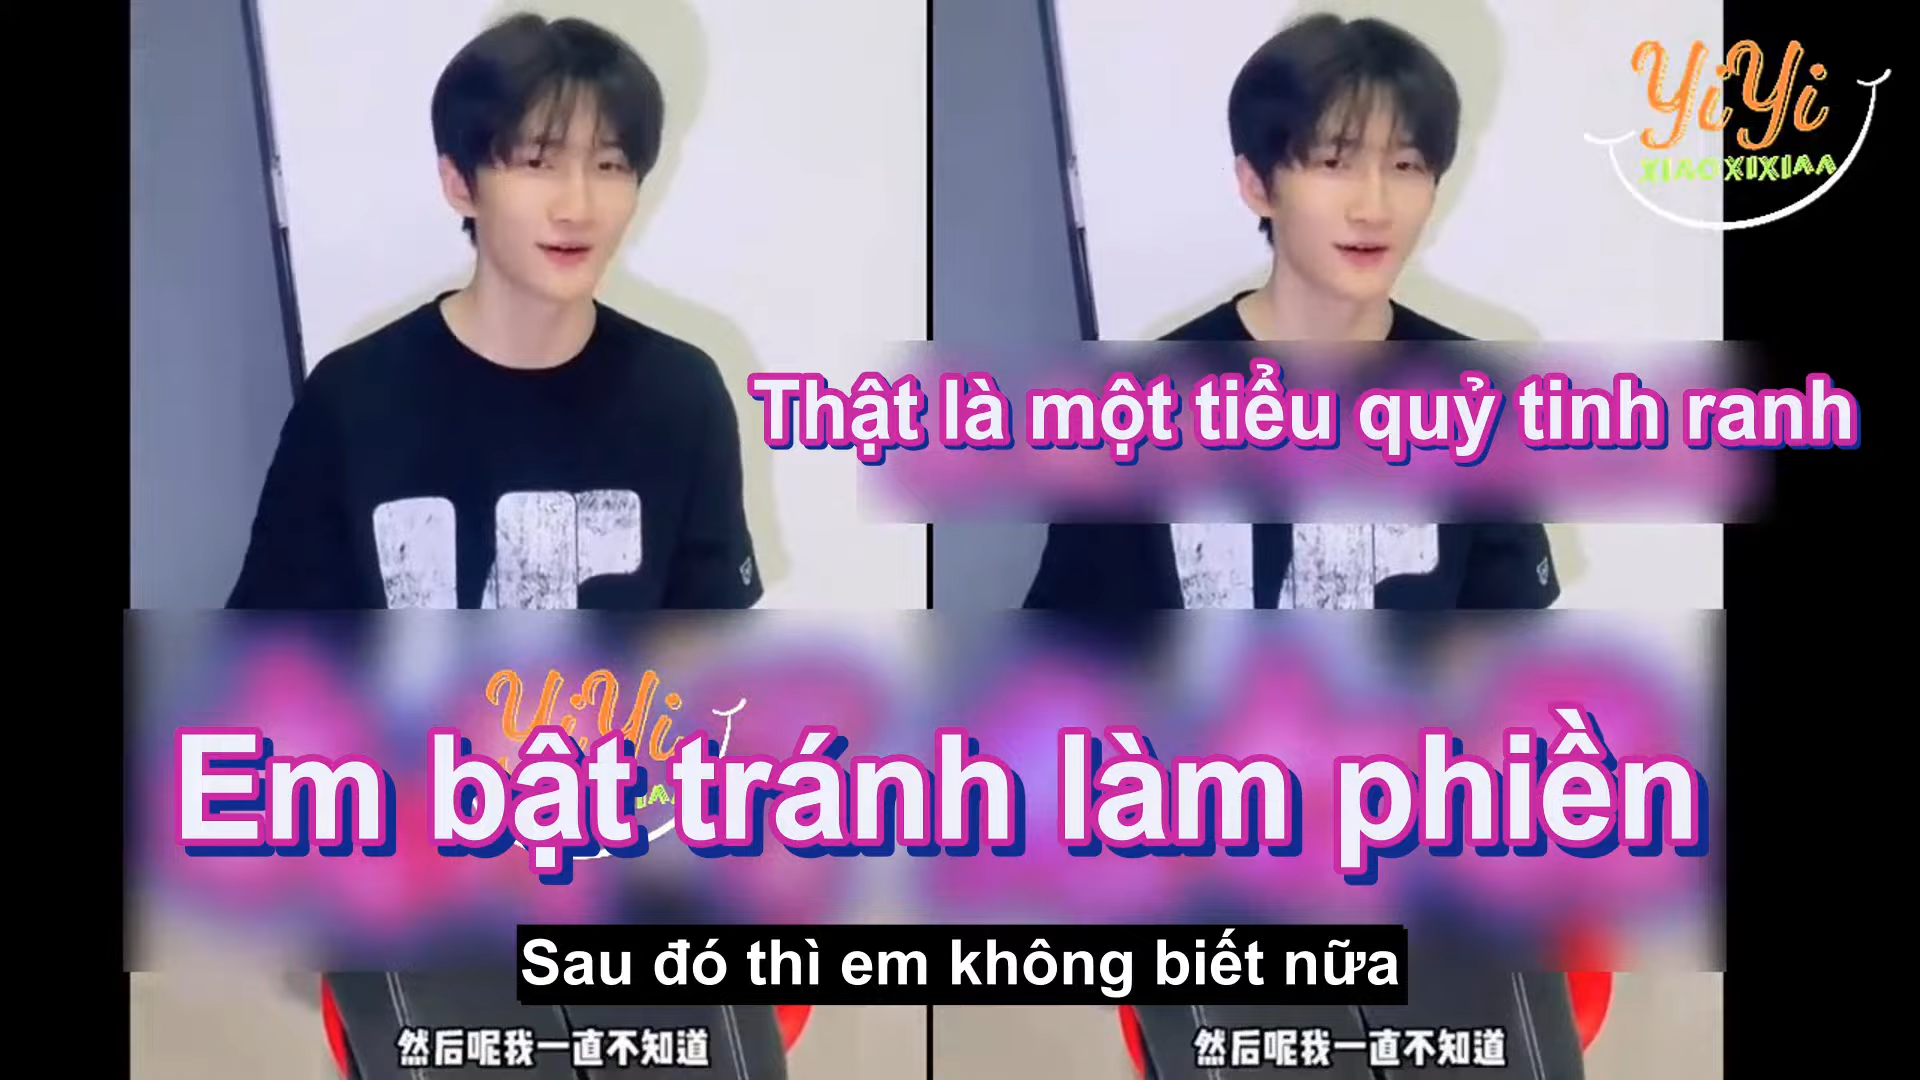 YiYi
XIAOXIXIAA
Thật là một tiểu quỷ tinh ranh
YiYi
Em bật tránh làm phiền
Sau đó thì em không biết nữa
然后呢我一直不知道
然后呢我一直不知道